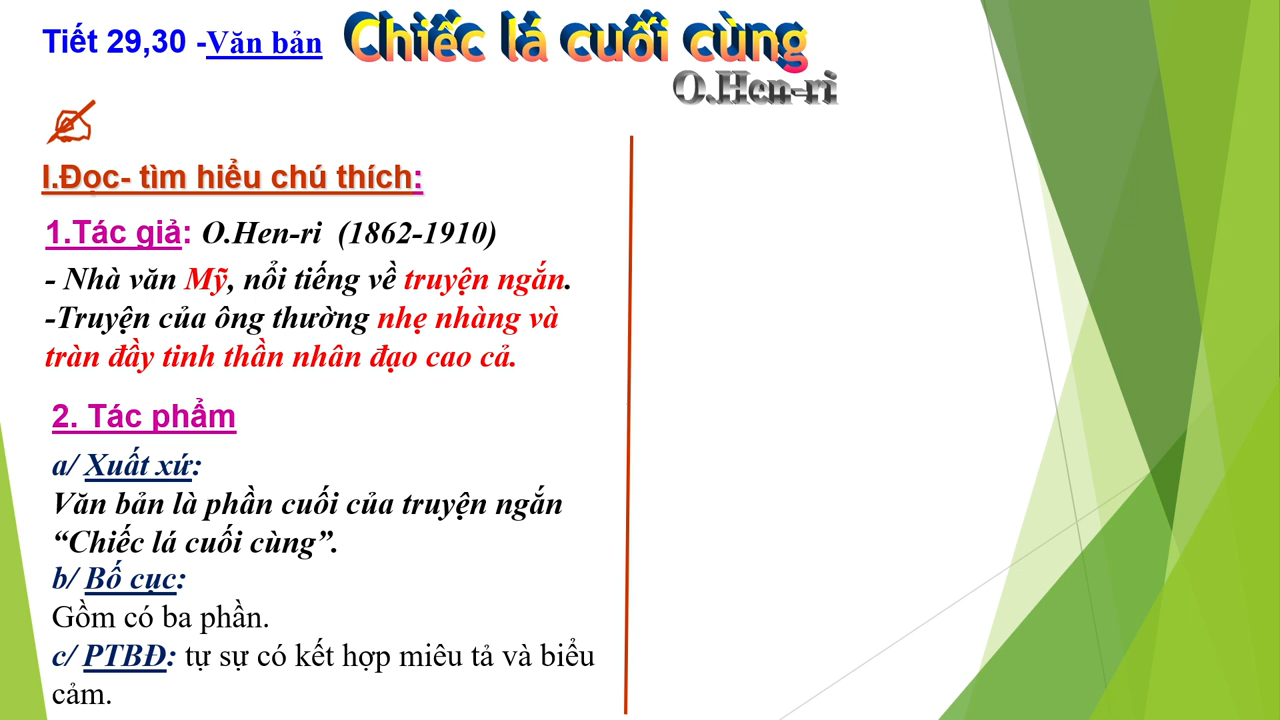 Tiết 29,30 -Văn bản Chiếc lá cuối cùng
O.Hen-ri
I.Đọc- tìm hiểu chú thích:
1.Tác giả: O.Hen-ri (1862-1910)
- Nhà văn Mỹ, nổi tiếng về truyện ngắn.
-Truyện của ông thường nhẹ nhàng và
tràn đầy tinh thần nhân đạo cao cả.
2. Tác phẩm
a/ Xuất xứ:
Văn bản là phần cuối của truyện ngắn
“Chiếc lá cuối cùng”.
b/ Bố cục:
Gồm có ba phần.
c/ PTBĐ: tự sự có kết hợp miêu tả và biểu
cảm.